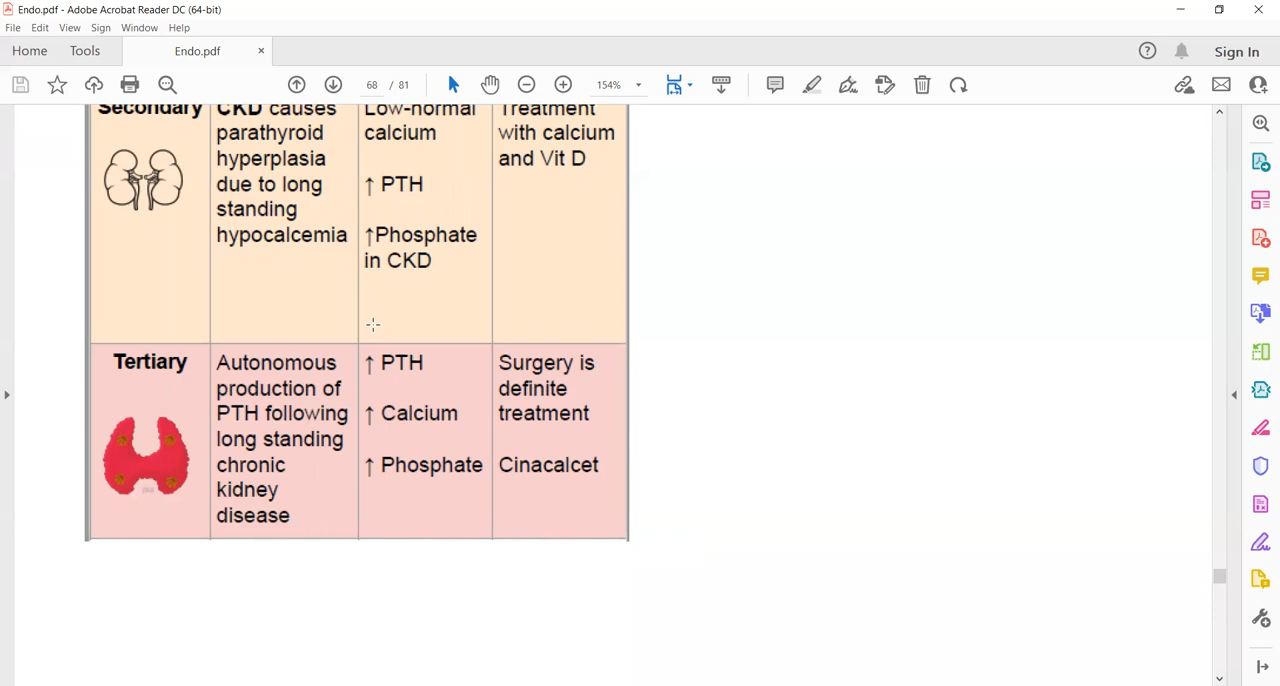 Endo.pdf - Adobe Acrobat Reader DC (64-bit)
File Edit View Sign Window Help
Home Tools Endo.pdf × Sign In
68 / 81 154%
Secondary
CKD causes
parathyroid
hyperplasia
due to long
standing
hypocalcemia
Low-normal
calcium
↑ PTH
↑Phosphate
in CKD
Treatment
with calcium
and Vit D
Tertiary
Autonomous
production of
PTH following
long standing
chronic
kidney
disease
↑ PTH
↑ Calcium
↑ Phosphate
Surgery is
definite
treatment
Cinacalcet